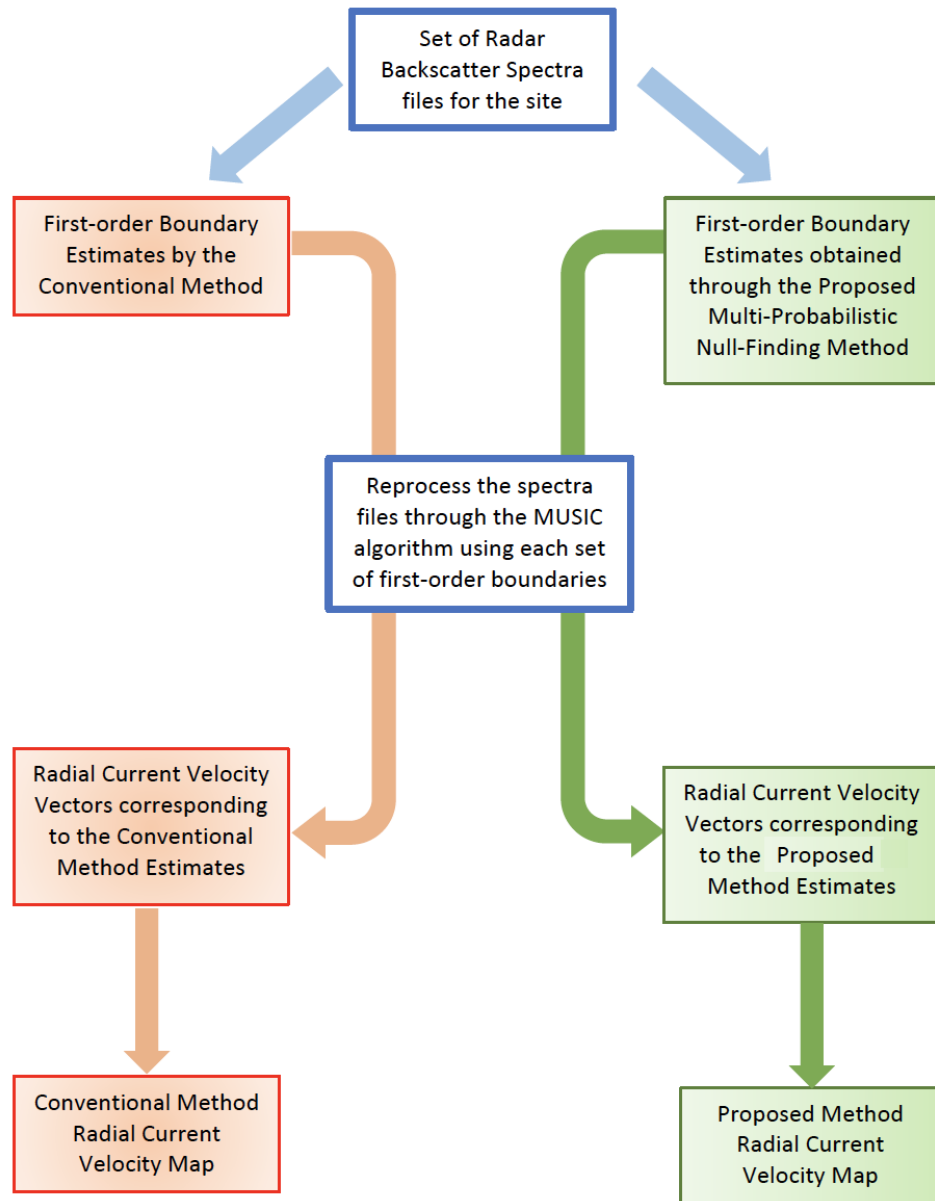 Set of Radar
Backscatter Spectra
files for the site
First-order Boundary
Estimates by the
Conventional Method
First-order Boundary
Estimates obtained
through the Proposed
Multi-Probabilistic
Null-Finding Method
Reprocess the spectra
files through the MUSIC
algorithm using each set
of first-order boundaries
Radial Current Velocity
Vectors corresponding
to the Conventional
Method Estimates
Radial Current Velocity
Vectors corresponding
to the Proposed
Method Estimates
Conventional Method
Radial Current
Velocity Map
Proposed Method
Radial Current
Velocity Map